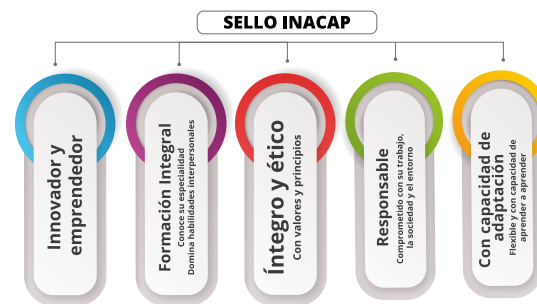 SELLO INACAP
Innovador y
emprendedor
Formación Integral
Conoce su especialidad
Domina habilidades interpersonales
Íntegro y ético
Con valores y principios
Responsable
Comprometido con su trabajo,
la sociedad y el entorno
Con capacidad de
adaptación
Flexible y con capacidad de
aprender a aprender